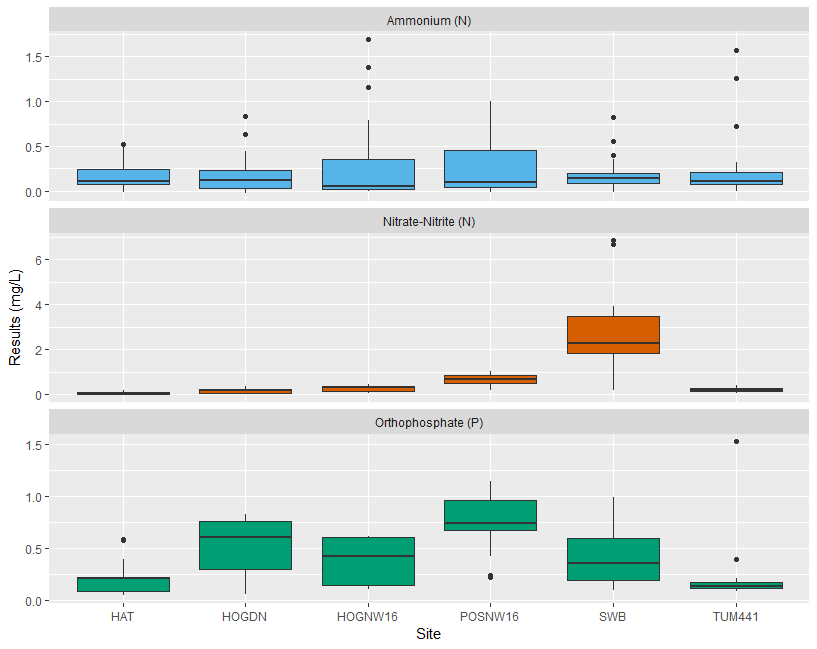 Ammonium (N)
1.5
1.0
0.5
0.0
Nitrate-Nitrite (N)
6
4
2
0
Results (mg/L)
Orthophosphate (P)
1.5
1.0
0.5
0.0
HAT HOGDN HOGNW16 POSNW16 SWB TUM441
Site